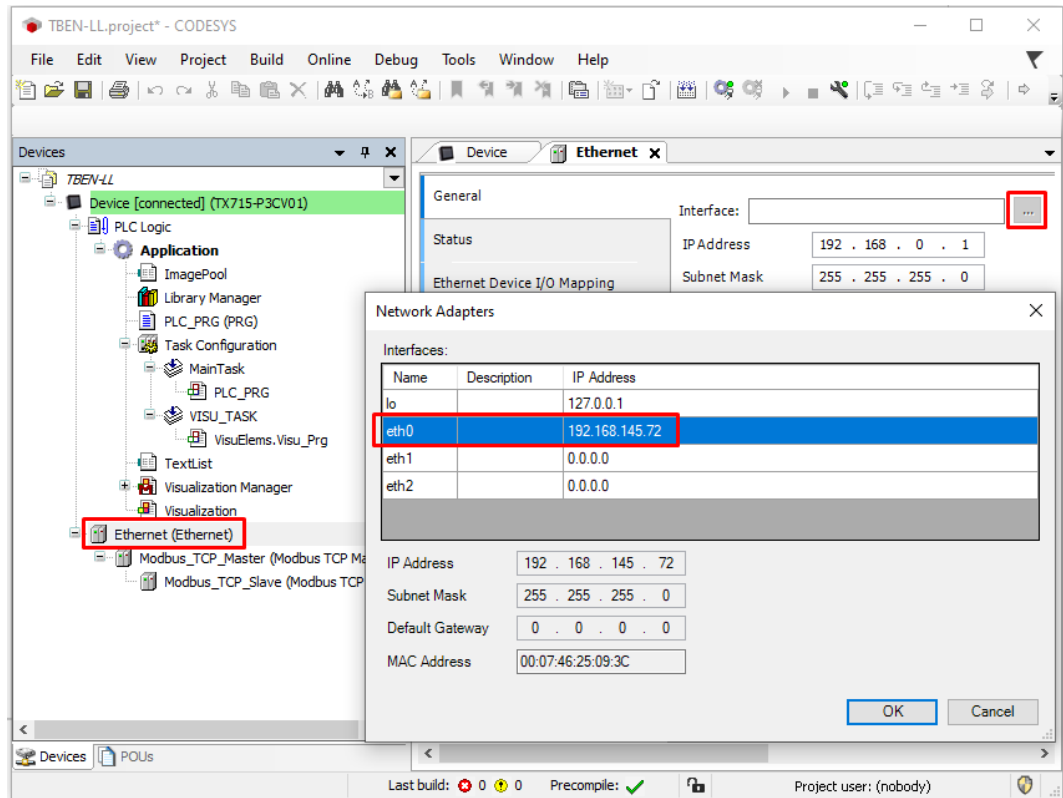 TBEN-LL.project* - CODESYS
File Edit View Project Build Online Debug Tools Window Help
Devices
TBEN-LL
Device [connected] (TX715-P3CV01)
PLC Logic
Application
ImagePool
Library Manager
PLC_PRG (PRG)
Task Configuration
MainTask
PLC_PRG
VISU_TASK
VisuElems.Visu_Prg
TextList
Visualization Manager
Visualization
Ethernet (Ethernet)
Modbus_TCP_Master (Modbus TCP Ma
Modbus_TCP_Slave (Modbus TCP
Devices POUs
Device Ethernet
General
Status
Ethernet Device I/O Mapping
Interface: ...
IP Address 192 . 168 . 0 . 1
Subnet Mask 255 . 255 . 255 . 0
Network Adapters
Interfaces:
Name Description IP Address
lo 127.0.0.1
eth0 192.168.145.72
eth1 0.0.0.0
eth2 0.0.0.0
IP Address 192 . 168 . 145 . 72
Subnet Mask 255 . 255 . 255 . 0
Default Gateway 0 . 0 . 0 . 0
MAC Address 00:07:46:25:09:3C
OK Cancel
Last build: 0 0 Precompile: Project user: (nobody)